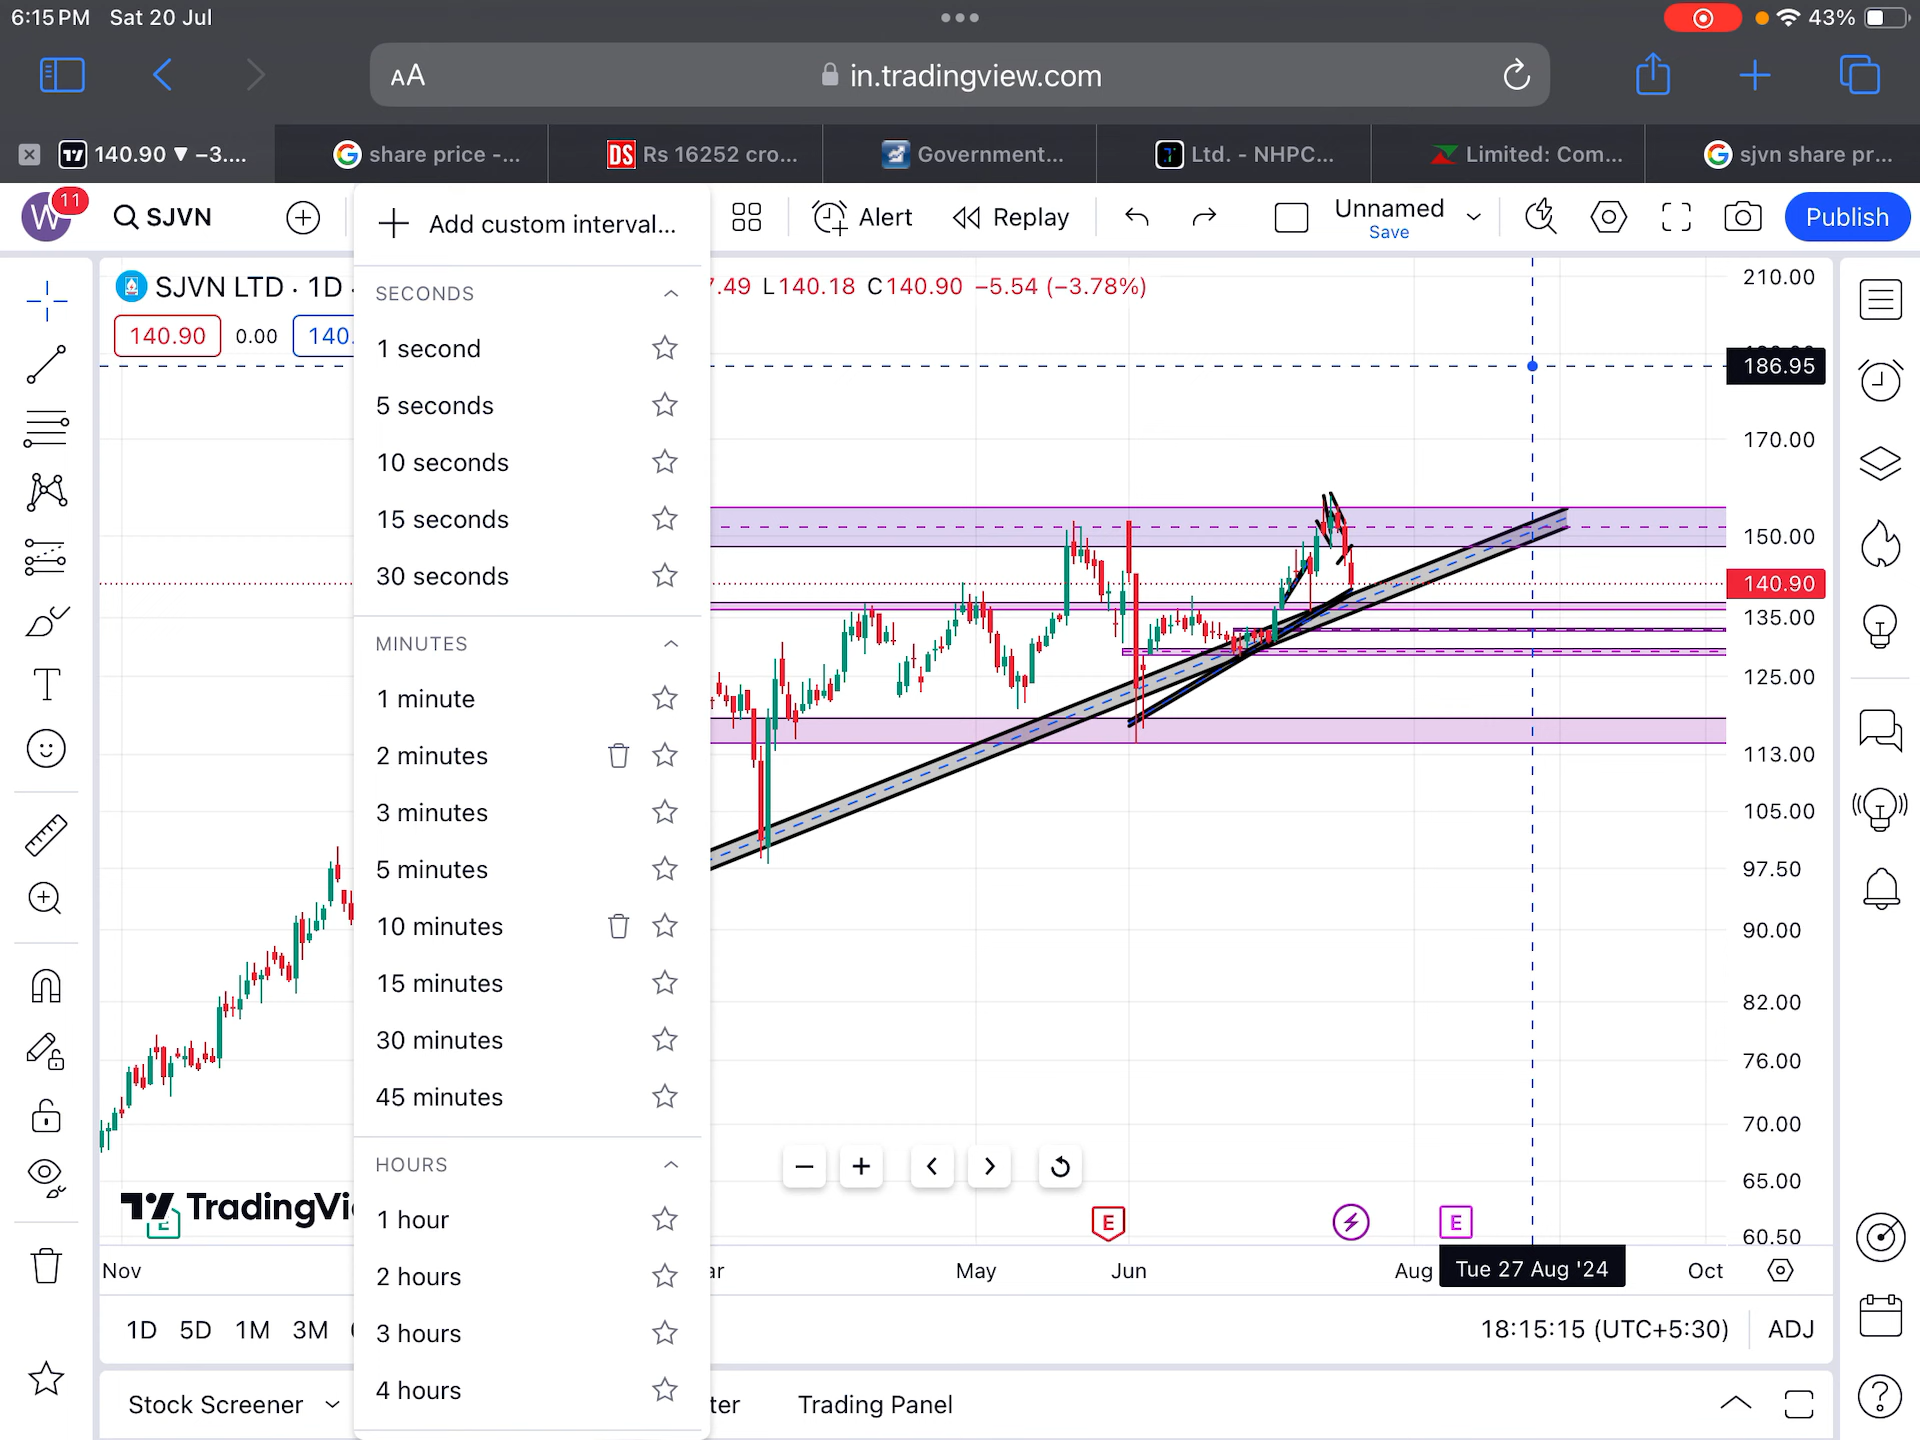 6:15 PM Sat 20 Jul
43%
AA in.tradingview.com
140.90 ▼ −3....
share price -...
DS Rs 16252 cro...
Government...
Ltd. - NHPC...
Limited: Com...
sjvn share pr...
W 11 SJVN
Alert Replay
Unnamed
Save
Publish
SJVN LTD · 1D ·
7.49 L140.18 C140.90 −5.54 (−3.78%)
140.90 0.00 140.
Add custom interval...
SECONDS
1 second
5 seconds
10 seconds
15 seconds
30 seconds
MINUTES
1 minute
2 minutes
3 minutes
5 minutes
10 minutes
15 minutes
30 minutes
45 minutes
HOURS
1 hour
2 hours
3 hours
4 hours
210.00
186.95
170.00
150.00
140.90
135.00
125.00
113.00
105.00
97.50
90.00
82.00
76.00
70.00
65.00
60.50
TradingVi
E
E
E
Nov
ar
May
Jun
Aug
Tue 27 Aug '24
Oct
1D 5D 1M 3M
18:15:15 (UTC+5:30) ADJ
Stock Screener
ter
Trading Panel